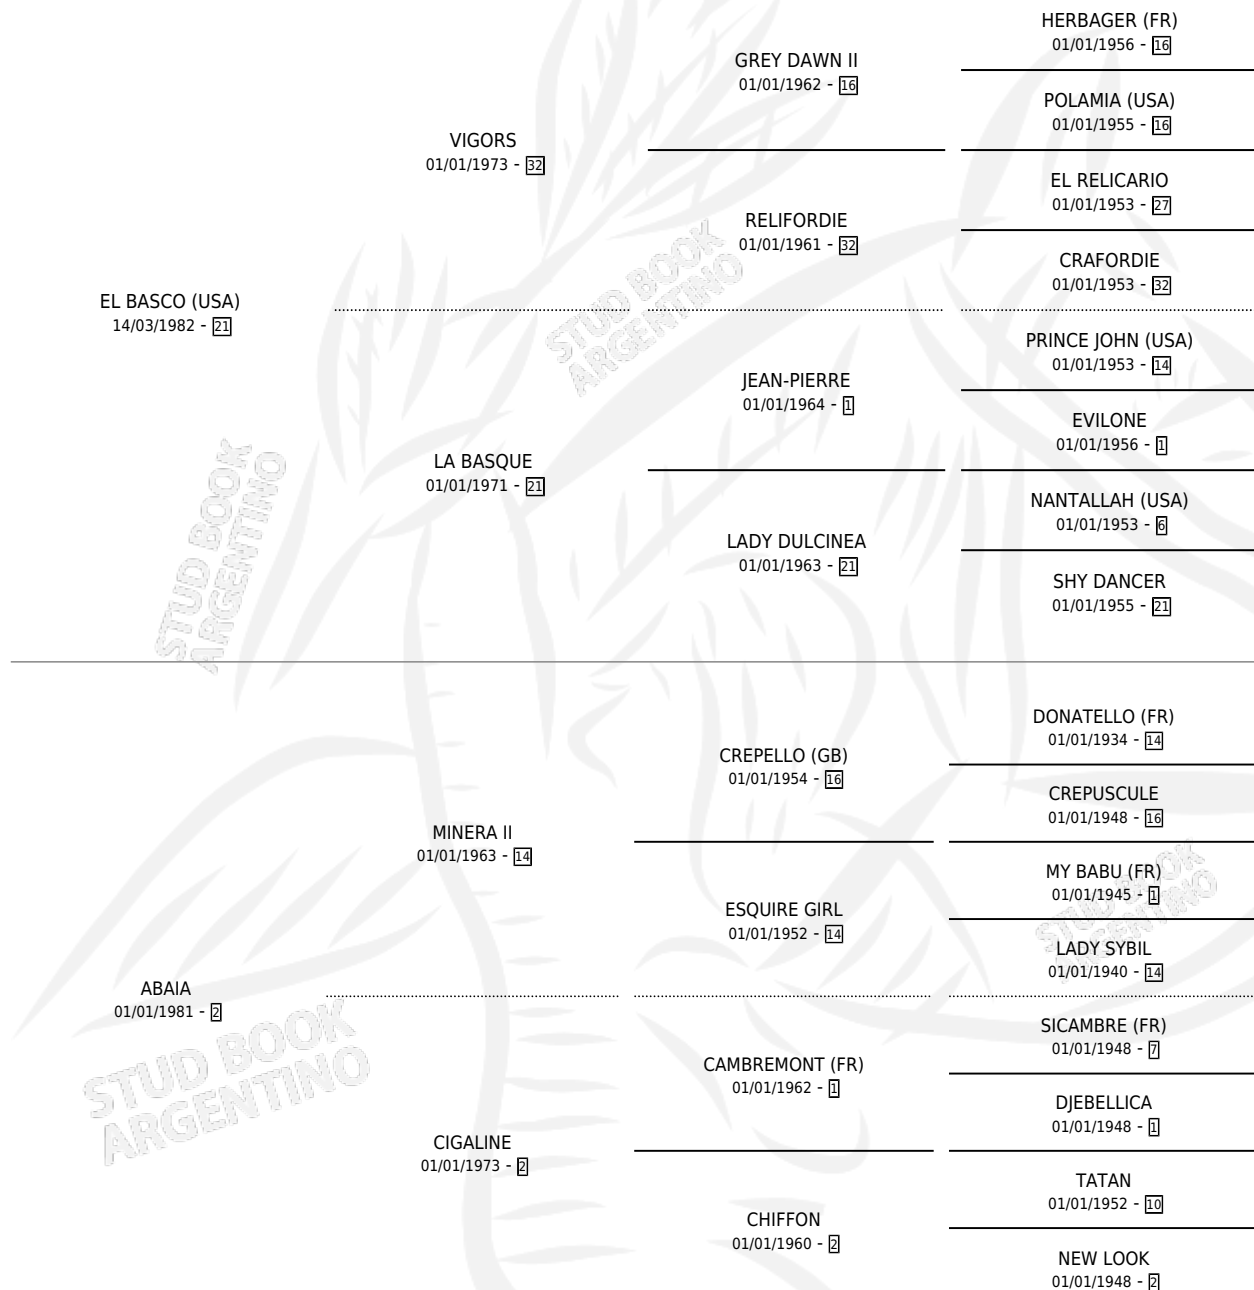 HERBAGER (FR)
01/01/1956 - 16
GREY DAWN II
01/01/1962 - 16
POLAMIA (USA)
01/01/1955 - 16
VIGORS
01/01/1973 - 32
EL RELICARIO
01/01/1953 - 27
RELIFORDIE
01/01/1961 - 32
CRAFORDIE
01/01/1953 - 32
EL BASCO (USA)
14/03/1982 - 21
PRINCE JOHN (USA)
01/01/1953 - 14
JEAN-PIERRE
01/01/1964 - 1
EVILONE
01/01/1956 - 1
LA BASQUE
01/01/1971 - 21
NANTALLAH (USA)
01/01/1953 - 6
LADY DULCINEA
01/01/1963 - 21
SHY DANCER
01/01/1955 - 21
DONATELLO (FR)
01/01/1934 - 14
CREPELLO (GB)
01/01/1954 - 16
CREPUSCULE
01/01/1948 - 16
MINERA II
01/01/1963 - 14
MY BABU (FR)
01/01/1945 - 1
ESQUIRE GIRL
01/01/1952 - 14
LADY SYBIL
01/01/1940 - 14
ABAIA
01/01/1981 - 2
SICAMBRE (FR)
01/01/1948 - 7
CAMBREMONT (FR)
01/01/1962 - 1
DJEBELLICA
01/01/1948 - 1
CIGALINE
01/01/1973 - 2
TATAN
01/01/1952 - 10
CHIFFON
01/01/1960 - 2
NEW LOOK
01/01/1948 - 2
STUD BOOK
ARGENTINO
STUD BOOK
ARGENTINO
STUD BOOK
ARGENTINO
STUD BOOK
ARGENTINO